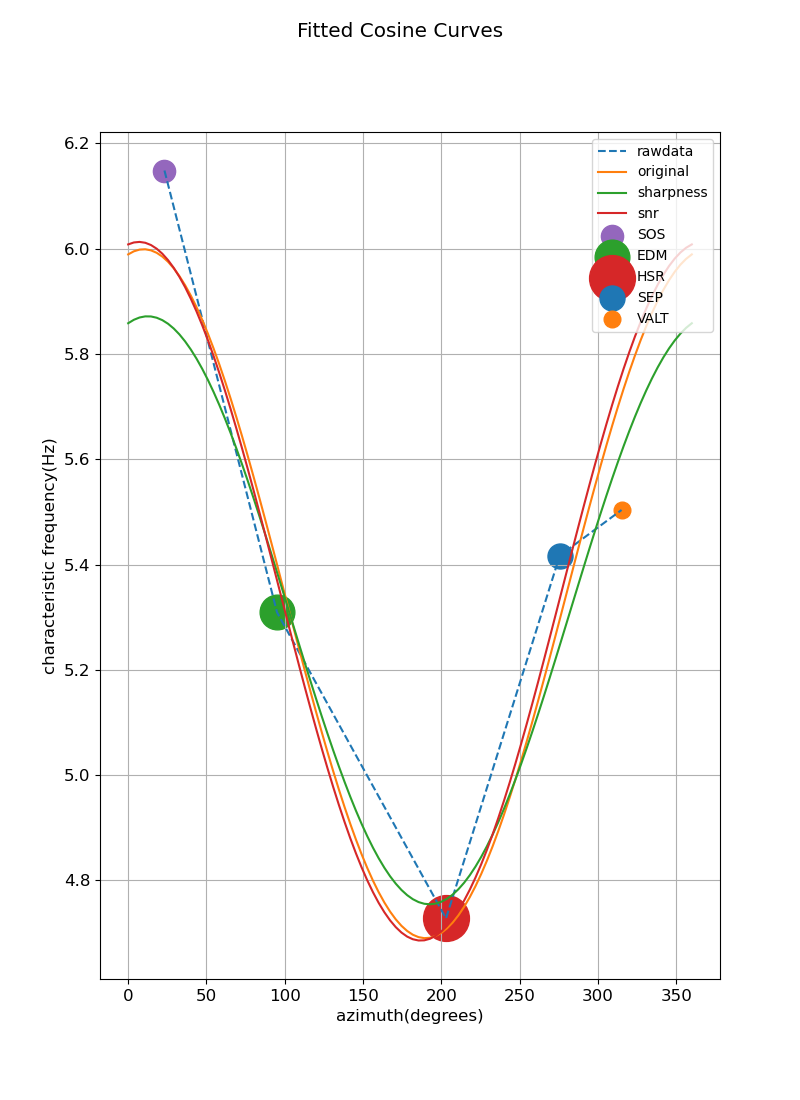 Fitted Cosine Curves
6.2
6.0
5.8
5.6
5.4
5.2
5.0
4.8
characteristic frequency(Hz)
rawdata
original
sharpness
snr
SOS
EDM
HSR
SEP
VALT
0 50 100 150 200 250 300 350
azimuth(degrees)